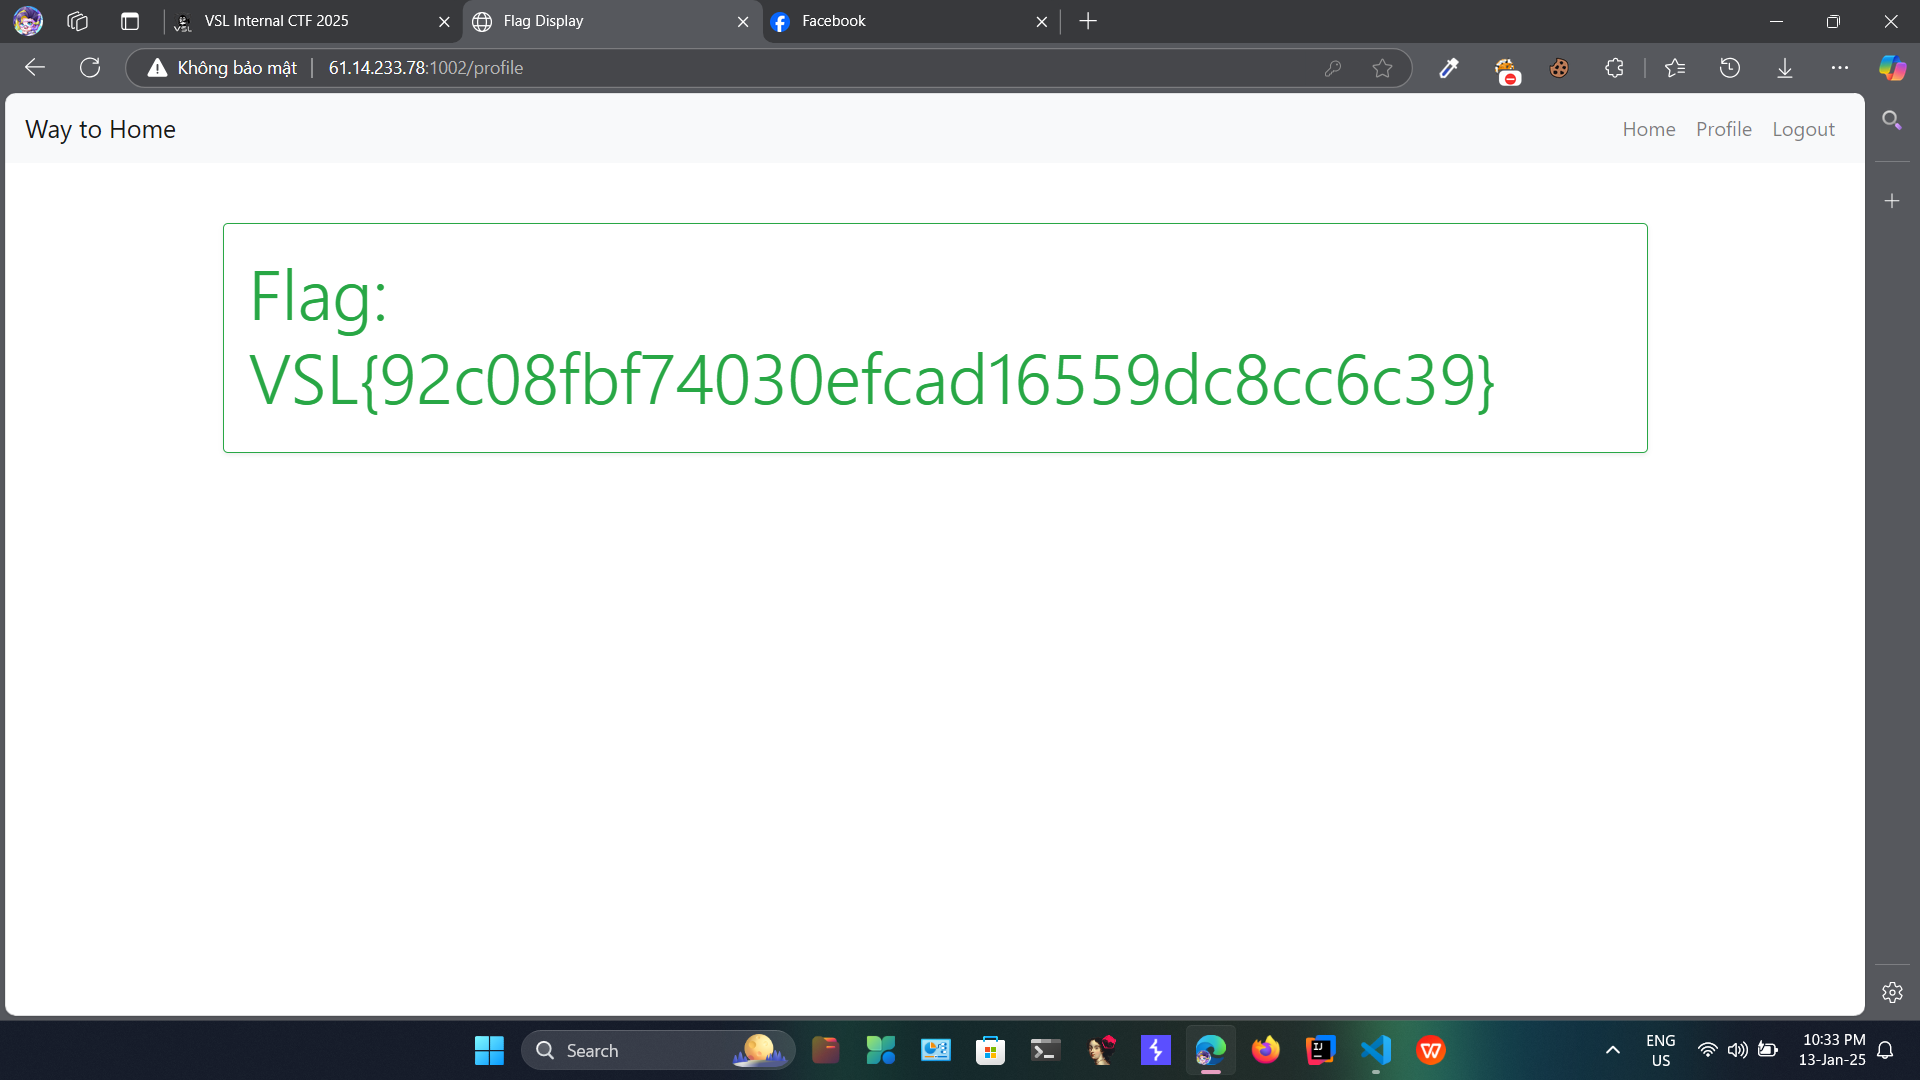 VSL Internal CTF 2025
Flag Display
Facebook
Không bảo mật
61.14.233.78:1002/profile
Way to Home
Home
Profile
Logout
Flag:
VSL{92c08fbf74030efcad16559dc8cc6c39}
Search
ENG
US
10:33 PM
13-Jan-25